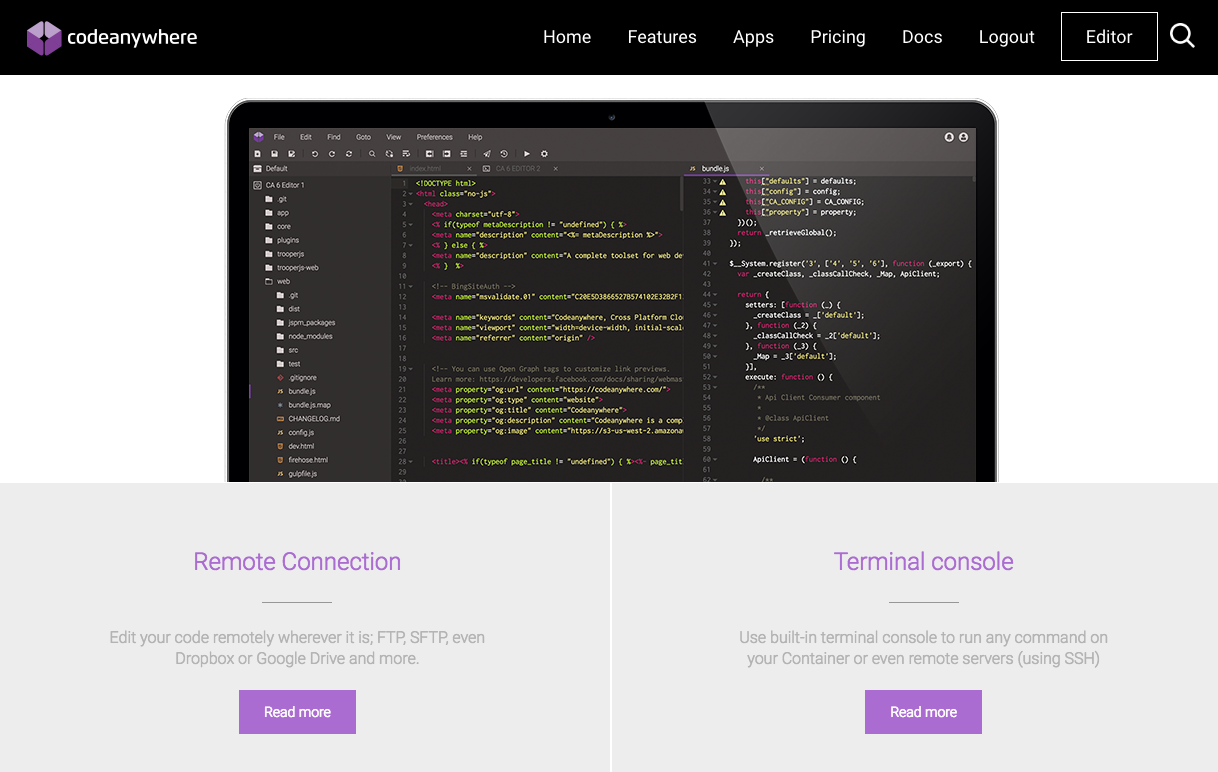 codeanywhere
Home Features Apps Pricing Docs Logout Editor
File Edit Find Goto View Preferences Help
Default
CA 6 Editor 1
.git
app
core
plugins
trooperjs
trooperjs-web
web
.git
dist
jspm_packages
node_modules
src
test
.gitignore
bundle.js
bundle.js.map
CHANGELOG.md
config.js
dev.html
firehose.html
gulpfile.js
index.html CA 6 EDITOR 2
1 <!DOCTYPE html>
2 <html class="no-js">
3 <head>
4 <meta charset="utf-8">
5 <% if(typeof metaDescription != "undefined") { %>
6 <meta name="description" content="<%= metaDescription %>">
7 <% } else { %>
8 <meta name="description" content="A complete toolset for web de
9 <% } %>
10
11 <!-- BingSiteAuth -->
12 <meta name="msvalidate.01" content="C20E5D3866527B574102E32B2F1
13
14 <meta name="keywords" content="Codeanywhere, Cross Platform Clo
15 <meta name="viewport" content="width=device-width, initial-scal
16 <meta name="referrer" content="origin" />
17
18
19 <!-- You can use Open Graph tags to customize link previews.
20 Learn more: https://developers.facebook.com/docs/sharing/webmas
21 <meta property="og:url" content="https://codeanywhere.com/">
22 <meta property="og:type" content="website">
23 <meta property="og:title" content="Codeanywhere">
24 <meta property="og:description" content="Codeanywhere is a comp
25 <meta property="og:image" content="https://s3-us-west-2.amazona
26
27
28 <title><% if(typeof page_title != "undefined") { %><%- page_tit
29
bundle.js
33 this["defaults"] = defaults;
34 this["config"] = config;
35 this["CA_CONFIG"] = CA_CONFIG;
36 this["property"] = property;
37 })();
38 return _retrieveGlobal();
39 });
40
41 $__System.register('3', ['4', '5', '6'], function (_export) {
42 var _createClass, _classCallCheck, _Map, ApiClient;
43
44 return {
45 setters: [function (_) {
46 _createClass = _['default'];
47 }, function (_2) {
48 _classCallCheck = _2['default'];
49 }, function (_3) {
50 _Map = _3['default'];
51 }],
52 execute: function () {
53 /**
54 * Api Client Consumer component
55 *
56 * @class ApiClient
57 */
58 'use strict';
59
60 ApiClient = (function () {
61
62 /**
Remote Connection
Edit your code remotely wherever it is; FTP, SFTP, even
Dropbox or Google Drive and more.
Read more
Terminal console
Use built-in terminal console to run any command on
your Container or even remote servers (using SSH)
Read more